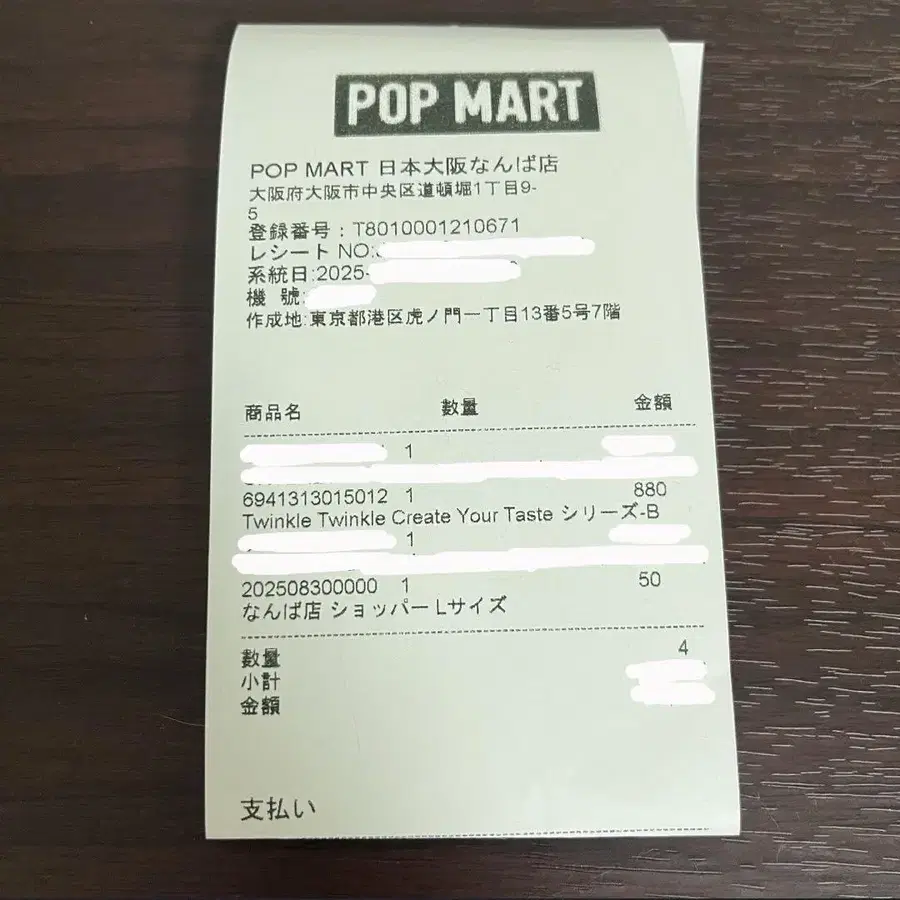 POP MART
POP MART 日本大阪なんば店
大阪府大阪市中央区道頓堀1丁目9-
5
登録番号：T8010001210671
レシート NO:
系統日:2025-
機 號:
作成地:東京都港区虎ノ門一丁目13番5号7階
商品名 数量 金額
1
6941313015012 1 880
Twinkle Twinkle Create Your Taste シリーズ-B
1
202508300000 1 50
なんば店 ショッパー Lサイズ
数量 4
小計
金額
支払い